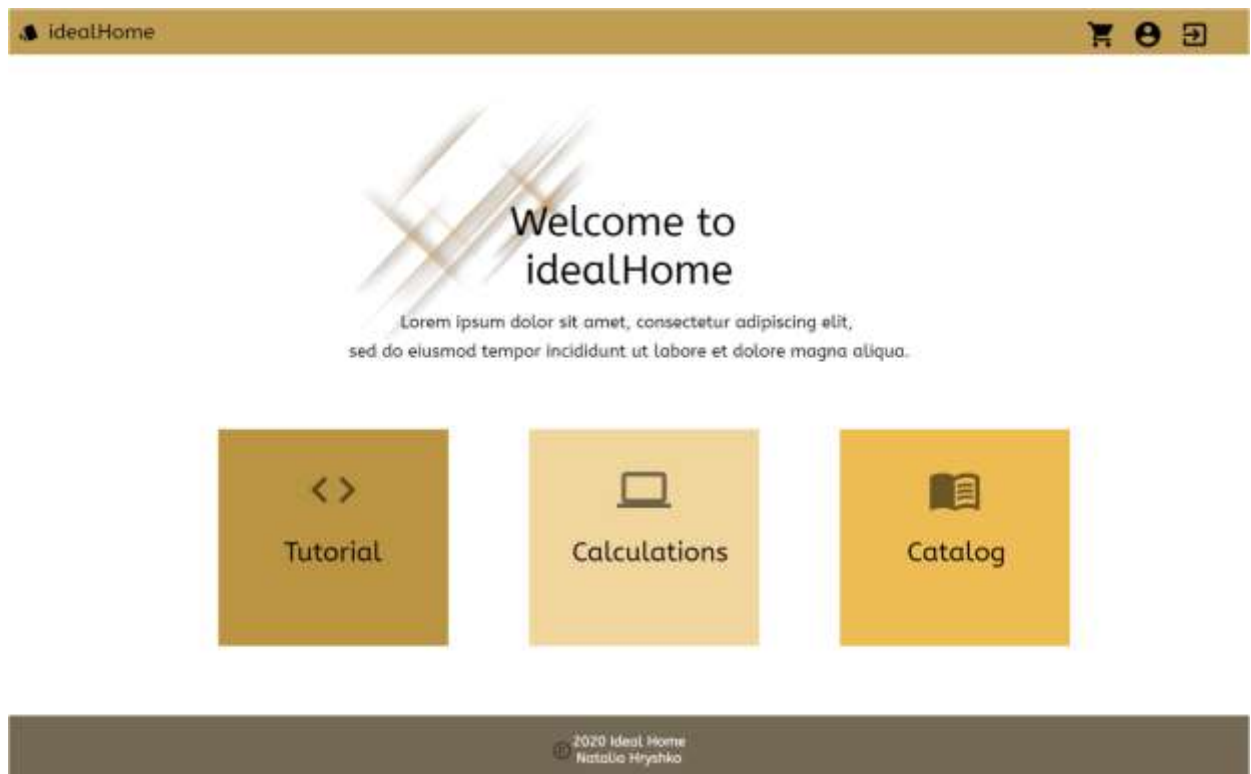 idealHome
Welcome to
idealHome
Lorem ipsum dolor sit amet, consectetur adipiscing elit,
sed do eiusmod tempor incididunt ut labore et dolore magna aliqua.
Tutorial
Calculations
Catalog
2020 Ideal Home
Natalia Hryshko